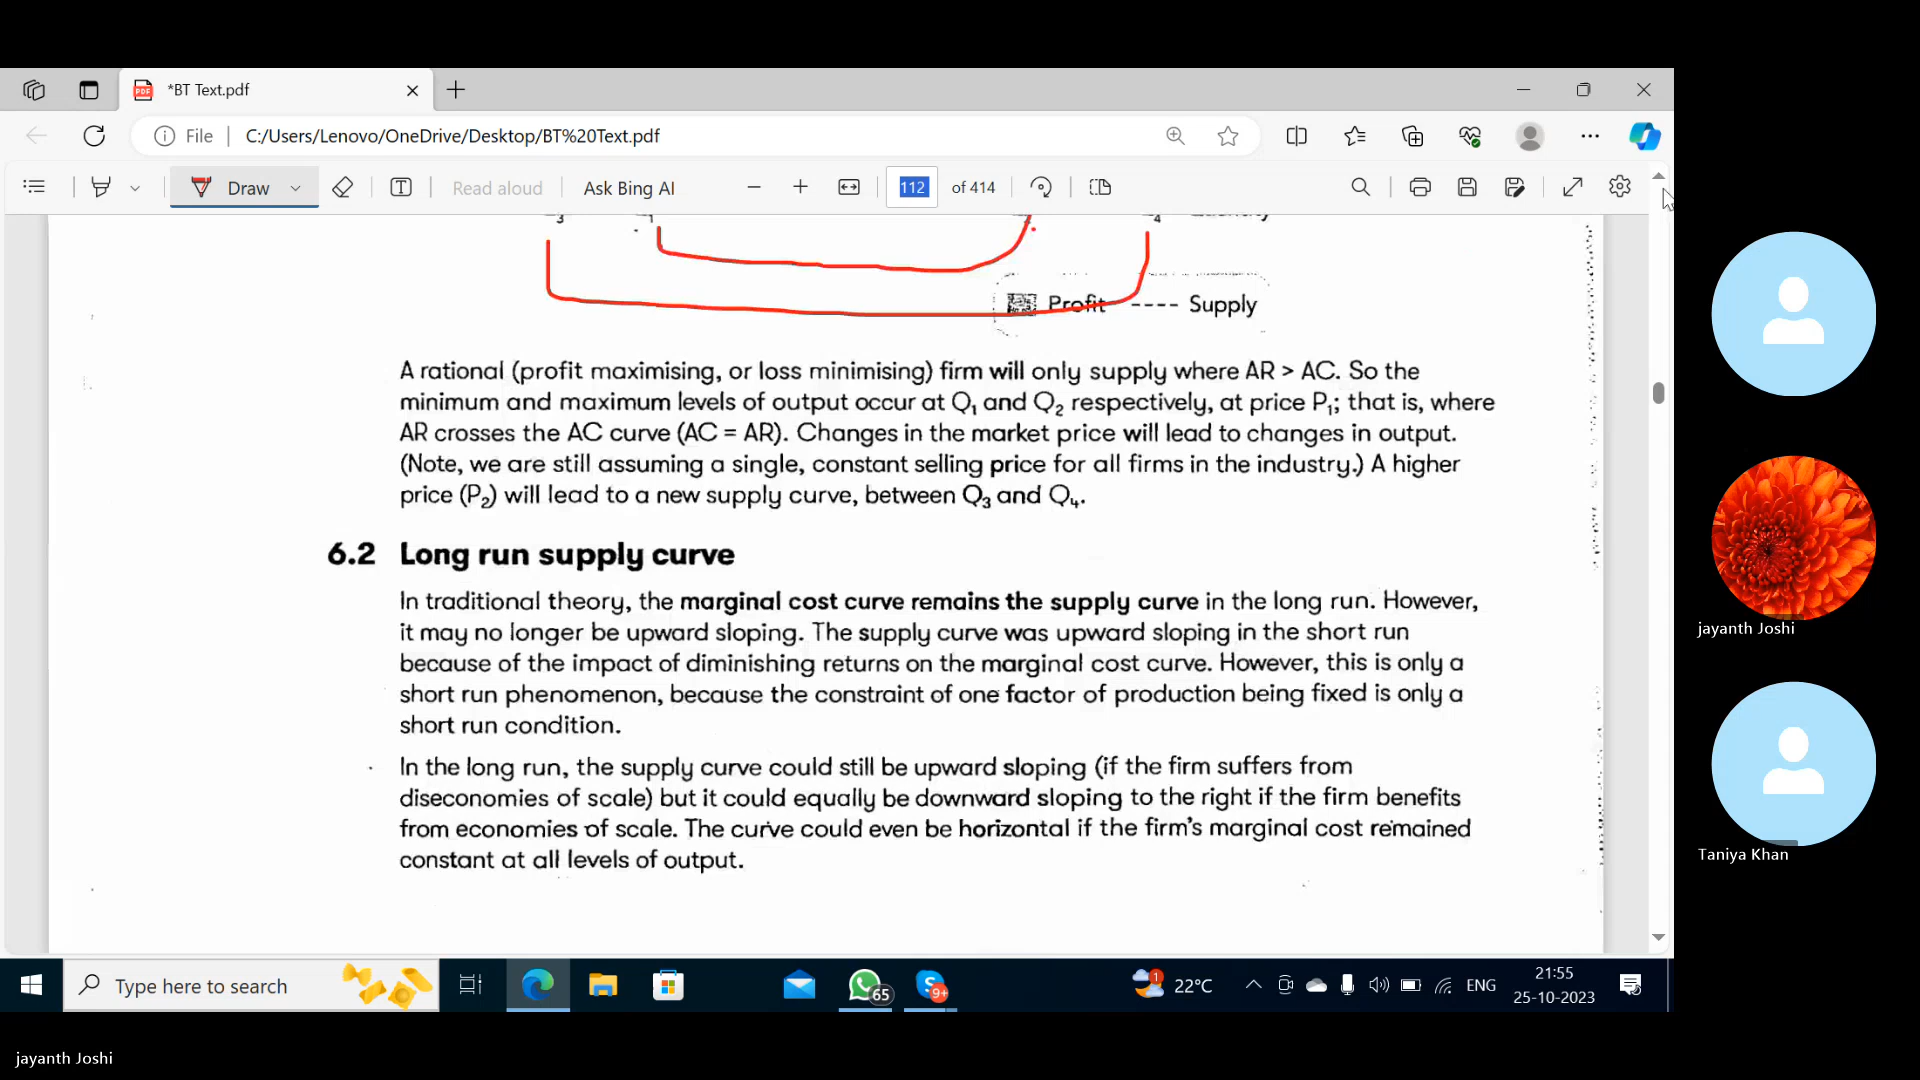 *BT Text.pdf
File
C:/Users/Lenovo/OneDrive/Desktop/BT%20Text.pdf
Draw
Read aloud
Ask Bing AI
112 of 414
Profit ---- Supply
A rational (profit maximising, or loss minimising) firm will only supply where AR > AC. So the
minimum and maximum levels of output occur at Q₁ and Q₂ respectively, at price P₁; that is, where
AR crosses the AC curve (AC = AR). Changes in the market price will lead to changes in output.
(Note, we are still assuming a single, constant selling price for all firms in the industry.) A higher
price (P₂) will lead to a new supply curve, between Q₃ and Q₄.
6.2 Long run supply curve
In traditional theory, the marginal cost curve remains the supply curve in the long run. However,
it may no longer be upward sloping. The supply curve was upward sloping in the short run
because of the impact of diminishing returns on the marginal cost curve. However, this is only a
short run phenomenon, because the constraint of one factor of production being fixed is only a
short run condition.
In the long run, the supply curve could still be upward sloping (if the firm suffers from
diseconomies of scale) but it could equally be downward sloping to the right if the firm benefits
from economies of scale. The curve could even be horizontal if the firm's marginal cost remained
constant at all levels of output.
jayanth Joshi
Taniya Khan
Type here to search
65
9+
1
22°C
ENG
21:55
25-10-2023
jayanth Joshi